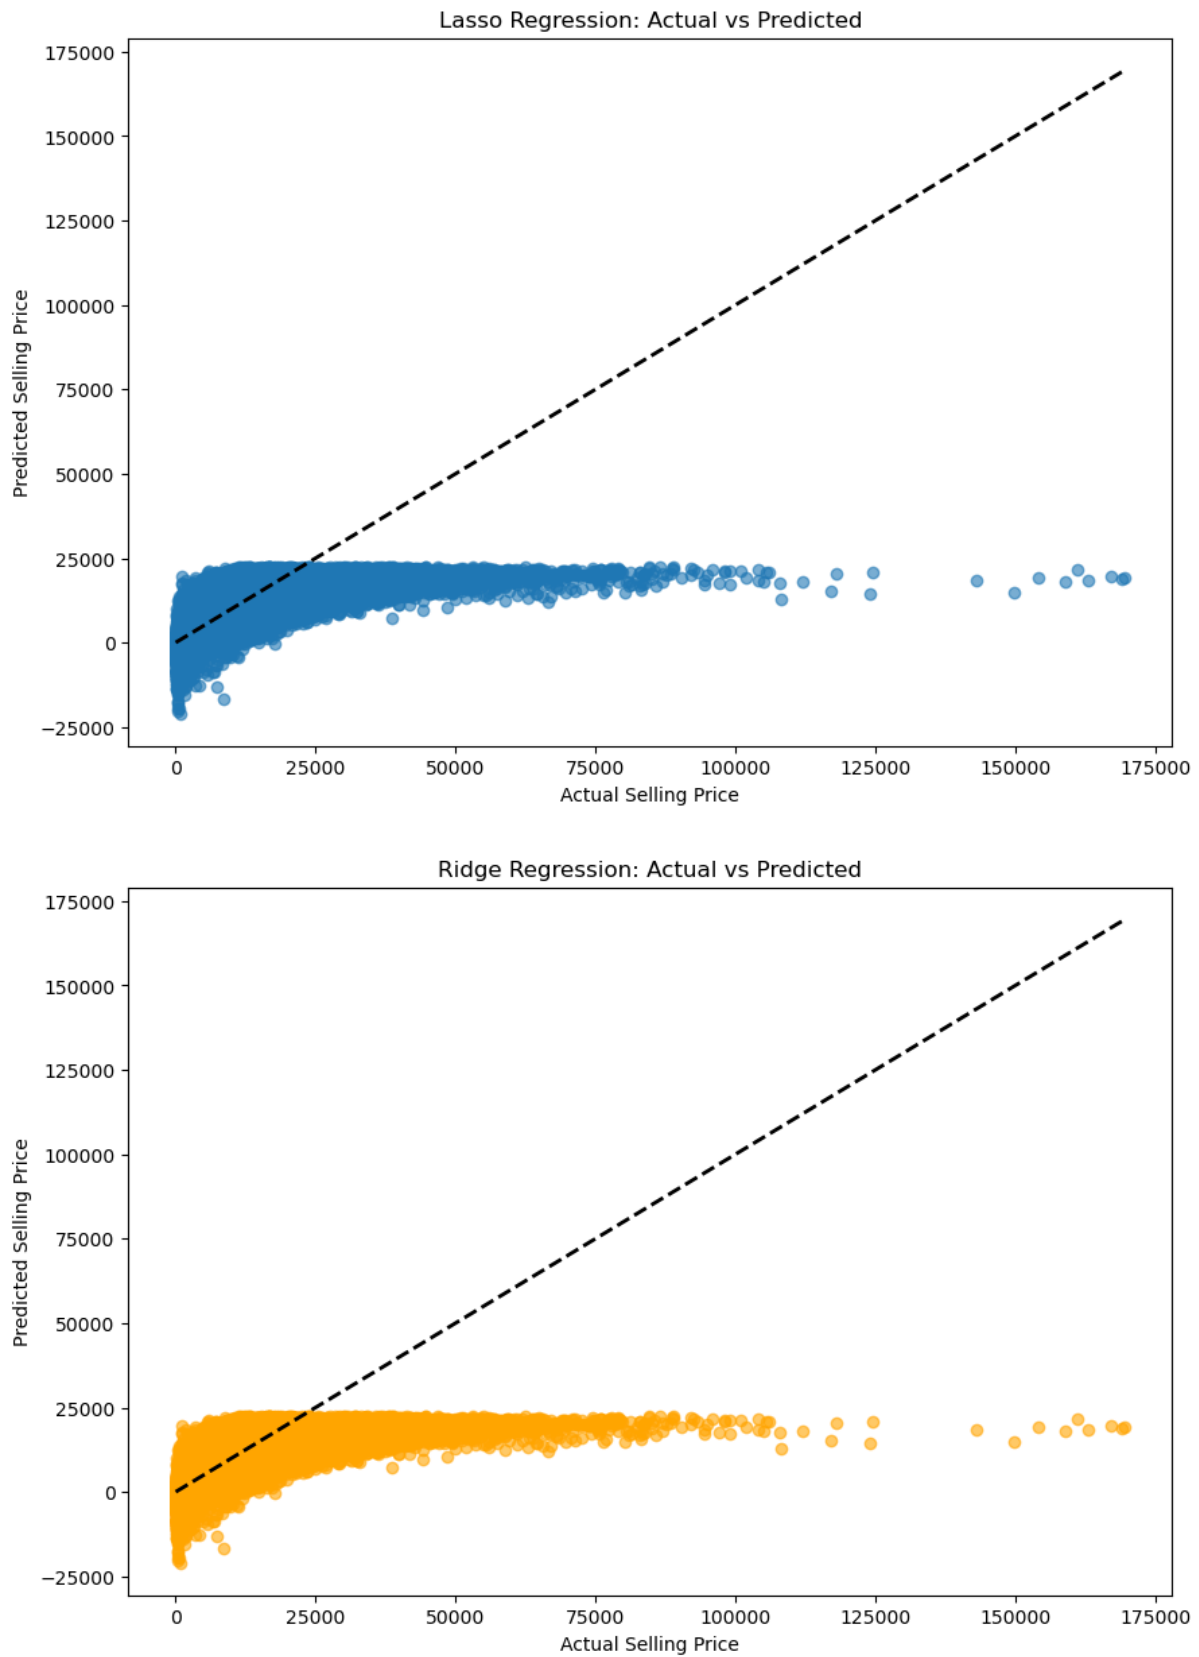 Lasso Regression: Actual vs Predicted
175000
150000
125000
100000
75000
50000
25000
0
−25000
Predicted Selling Price
0 25000 50000 75000 100000 125000 150000 175000
Actual Selling Price
Ridge Regression: Actual vs Predicted
175000
150000
125000
100000
75000
50000
25000
0
−25000
Predicted Selling Price
0 25000 50000 75000 100000 125000 150000 175000
Actual Selling Price